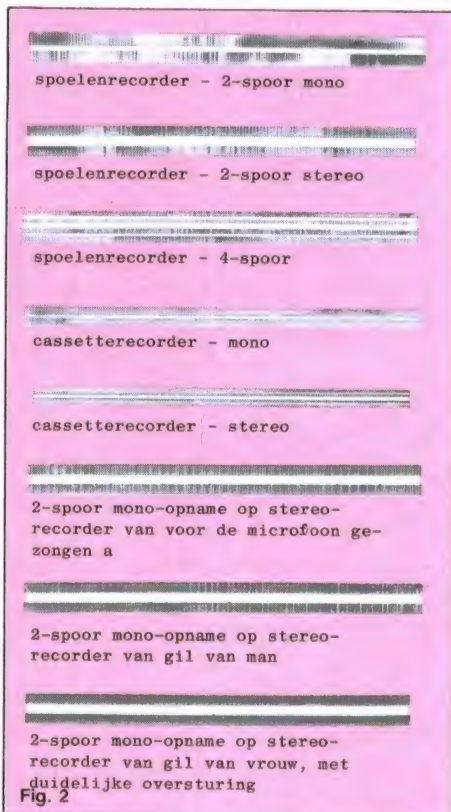 spoelenrecorder - 2-spoor mono
spoelenrecorder - 2-spoor stereo
spoelenrecorder - 4-spoor
cassetterecorder - mono
cassetterecorder - stereo
2-spoor mono-opname op stereo-
recorder van voor de microfoon ge-
zongen a
2-spoor mono-opname op stereo-
recorder van gil van man
2-spoor mono-opname op stereo-
recorder van gil van vrouw, met
duidelijke oversturing
Fig. 2